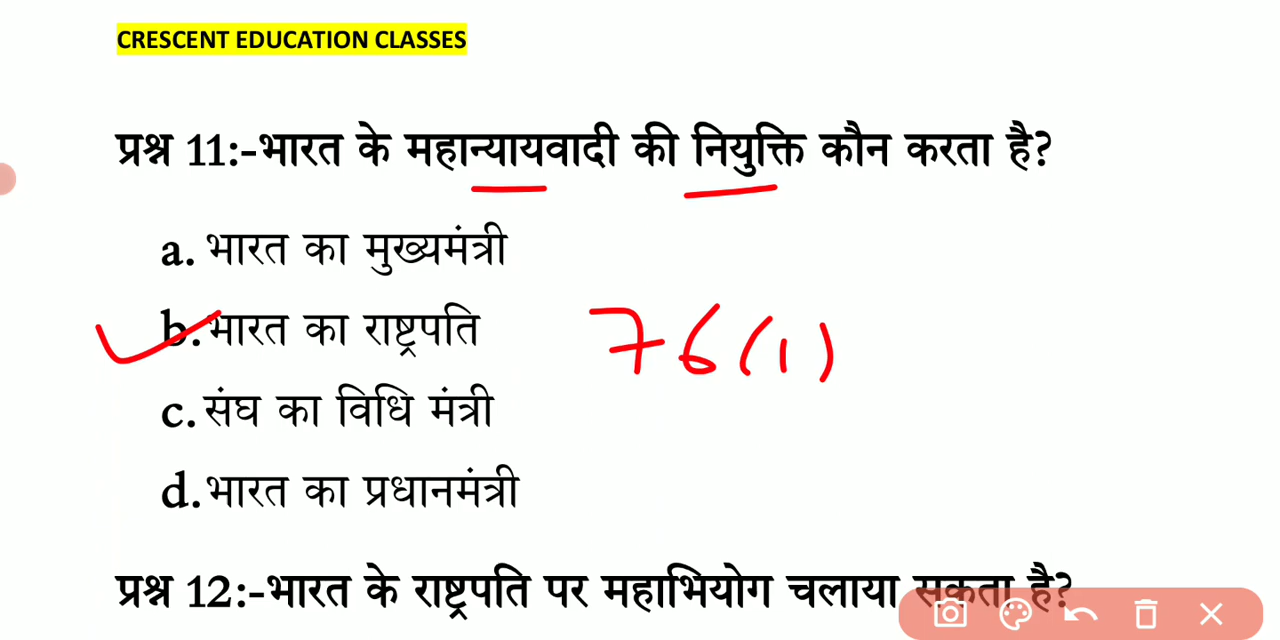 CRESCENT EDUCATION CLASSES
प्रश्न 11:-भारत के महान्यायवादी की नियुक्ति कौन करता है?
a. भारत का मुख्यमंत्री
b. भारत का राष्ट्रपति 76(1)
c. संघ का विधि मंत्री
d. भारत का प्रधानमंत्री
प्रश्न 12:-भारत के राष्ट्रपति पर महाभियोग चलाया सकता है?